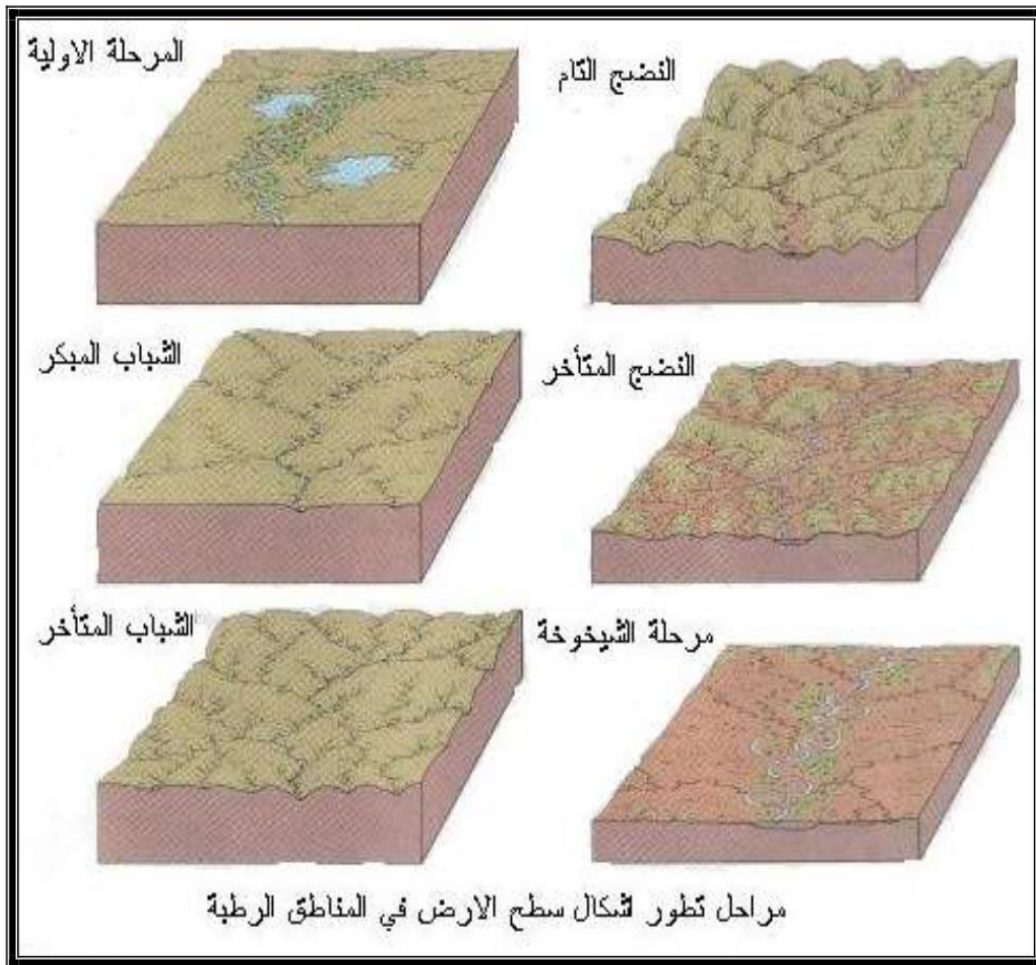 المرحلة الاولية
النضج التام
الشباب المبكر
النضج المتأخر
الشباب المتأخر
مرحلة الشيخوخة
مراحل تطور اشكال سطح الارض في المناطق الرطبة